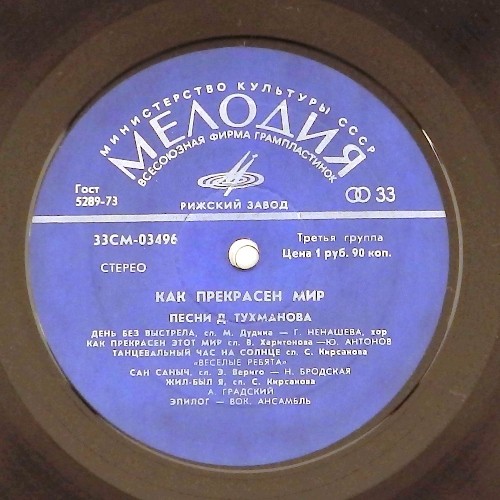 МИНИСТЕРСТВО КУЛЬТУРЫ СССР
МЕЛОДИЯ
ВСЕСОЮЗНАЯ ФИРМА ГРАМПЛАСТИНОК
Гост
5289-73
33
РИЖСКИЙ ЗАВОД
33СМ-03496
Третья группа
СТЕРЕО
Цена 1 руб. 90 коп.
КАК ПРЕКРАСЕН МИР
ПЕСНИ Д. ТУХМАНОВА
ДЕНЬ БЕЗ ВЫСТРЕЛА, сл. М. Дудина — Г. НЕНАШЕВА, хор
КАК ПРЕКРАСЕН ЭТОТ МИР сл. В. Харитонова —Ю. АНТОНОВ
ТАНЦЕВАЛЬНЫЙ ЧАС НА СОЛНЦЕ сл. С. Кирсанова
«ВЕСЕЛЫЕ РЕБЯТА»
САН САНЫЧ, сл. Э. Вериго — Н. БРОДСКАЯ
ЖИЛ-БЫЛ Я, сл. С. Кирсанова
А. ГРАДСКИЙ
ЭПИЛОГ — ВОК. АНСАМБЛЬ